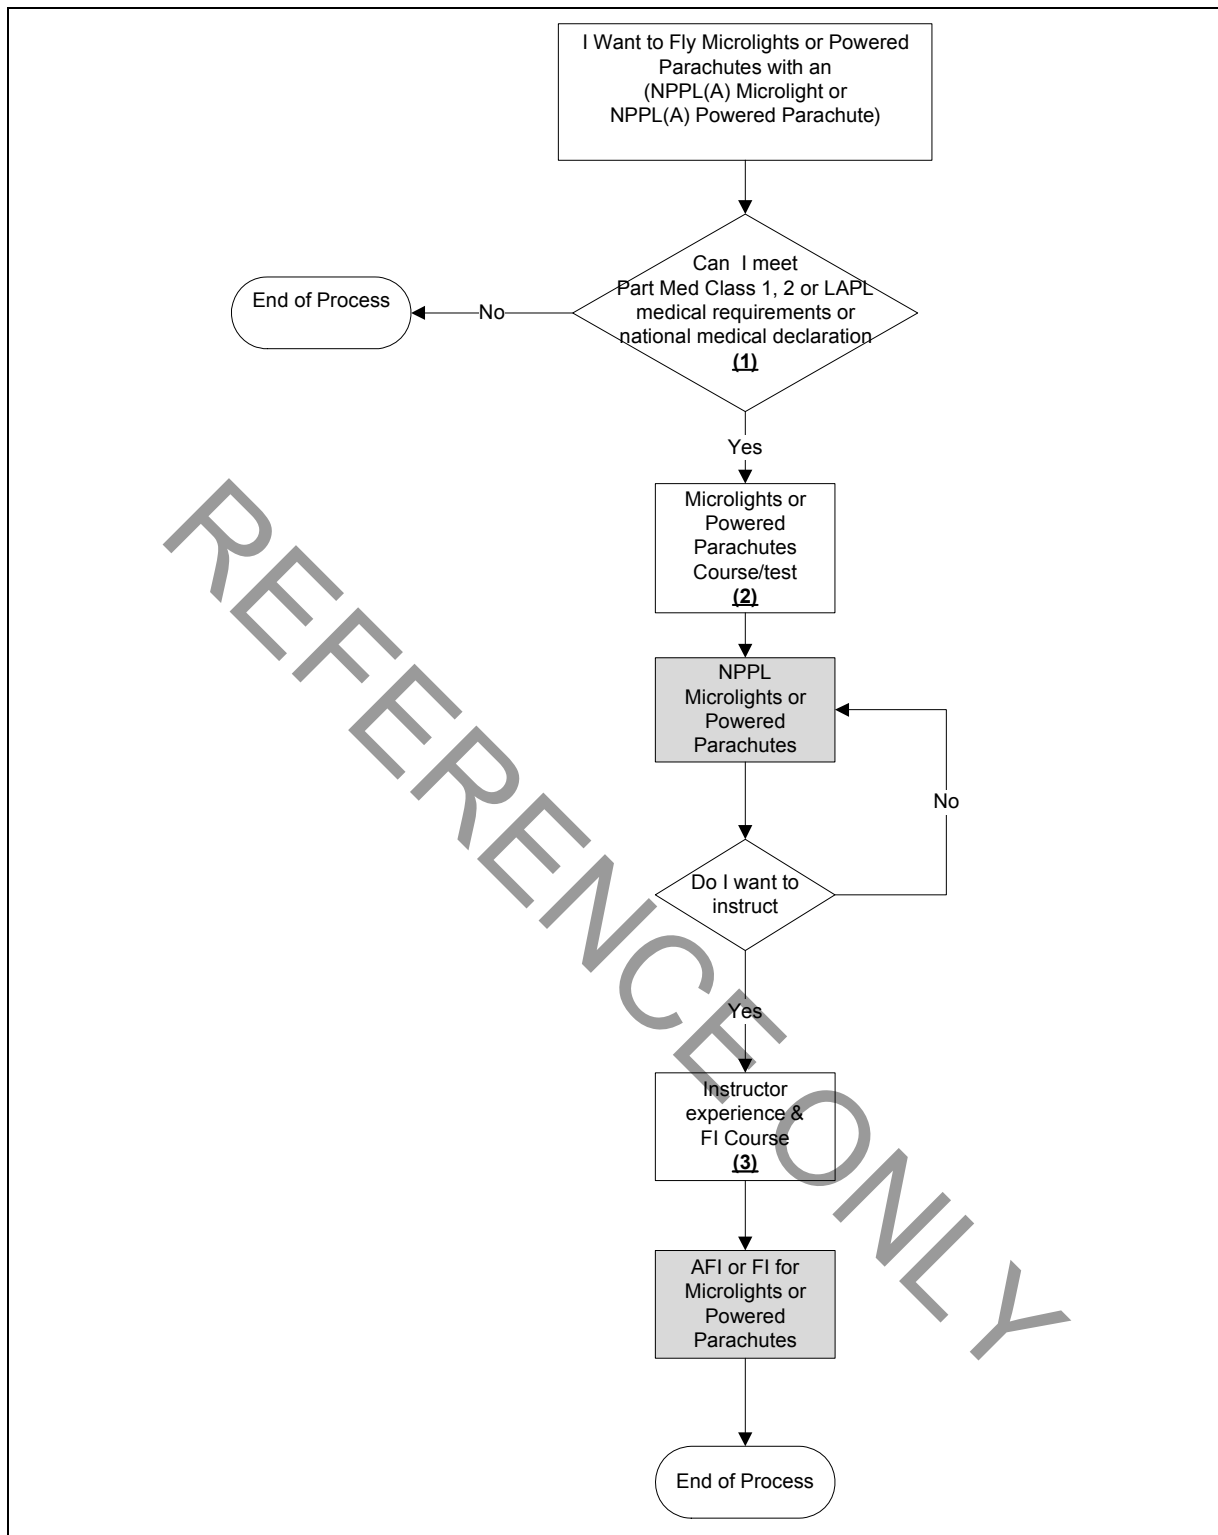 I Want to Fly Microlights or Powered
Parachutes with an
(NPPL(A) Microlight or
NPPL(A) Powered Parachute)
Can I meet
Part Med Class 1, 2 or LAPL
medical requirements or
national medical declaration
(1)
No
End of Process
Yes
Microlights or
Powered
Parachutes
Course/test
(2)
NPPL
Microlights or
Powered
Parachutes
No
Do I want to
instruct
Yes
Instructor
experience &
FI Course
(3)
AFI or FI for
Microlights or
Powered
Parachutes
End of Process
REFERENCE ONLY